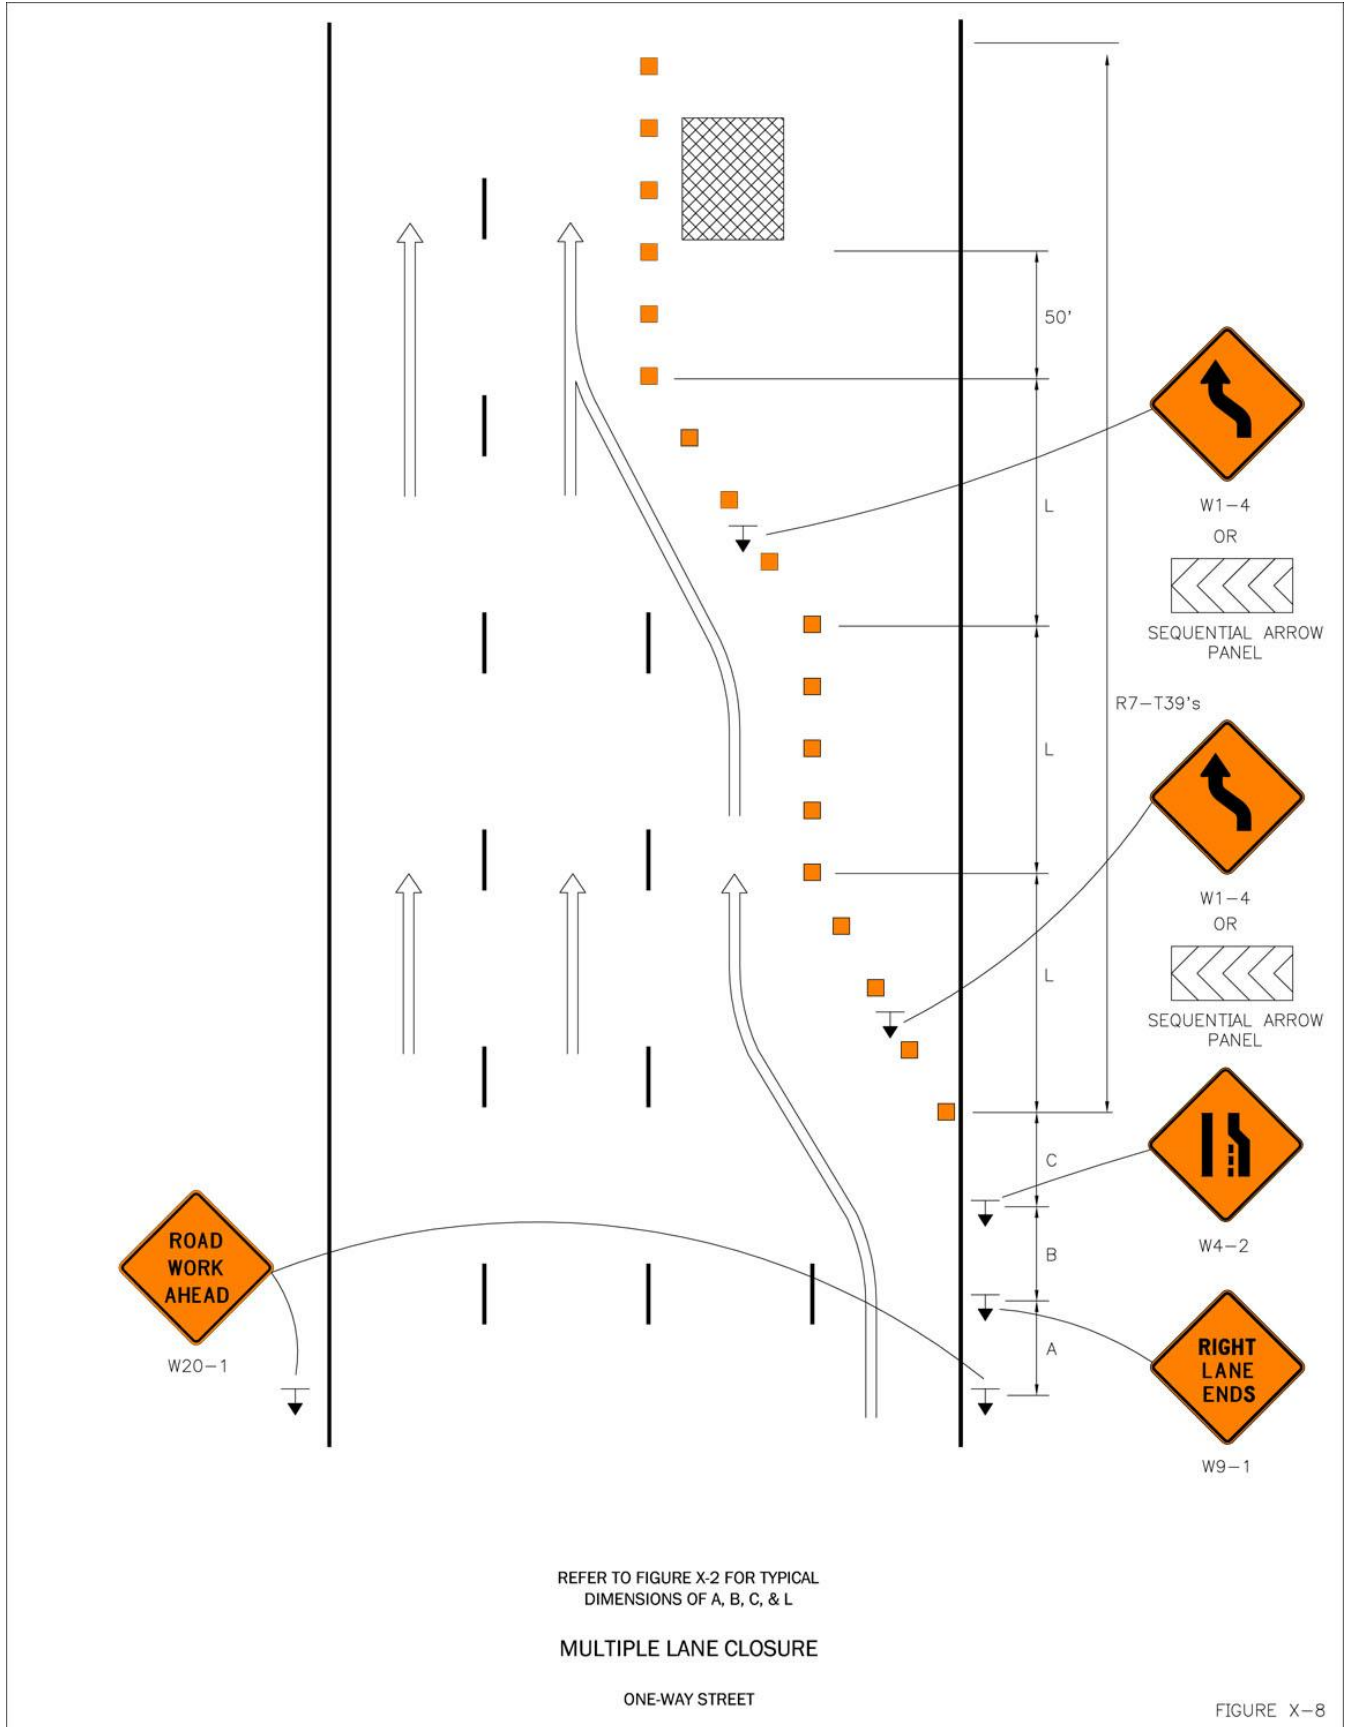 50'
W1-4
OR
L
SEQUENTIAL ARROW
PANEL
R7-T39's
L
W1-4
OR
L
SEQUENTIAL ARROW
PANEL
C
ROAD
WORK
AHEAD
W4-2
B
RIGHT
LANE
ENDS
A
W20-1
W9-1
REFER TO FIGURE X-2 FOR TYPICAL
DIMENSIONS OF A, B, C, & L
MULTIPLE LANE CLOSURE
ONE-WAY STREET
FIGURE X-8